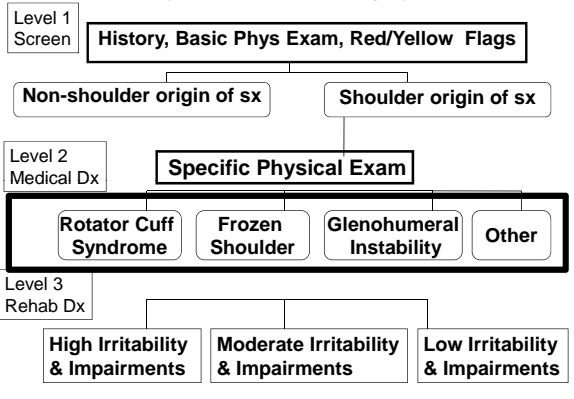 Level 1
Screen
History, Basic Phys Exam, Red/Yellow Flags
Non-shoulder origin of sx
Shoulder origin of sx
Level 2
Medical Dx
Specific Physical Exam
Rotator Cuff
Syndrome
Frozen
Shoulder
Glenohumeral
Instability
Other
Level 3
Rehab Dx
High Irritability
& Impairments
Moderate Irritability
& Impairments
Low Irritability
& Impairments